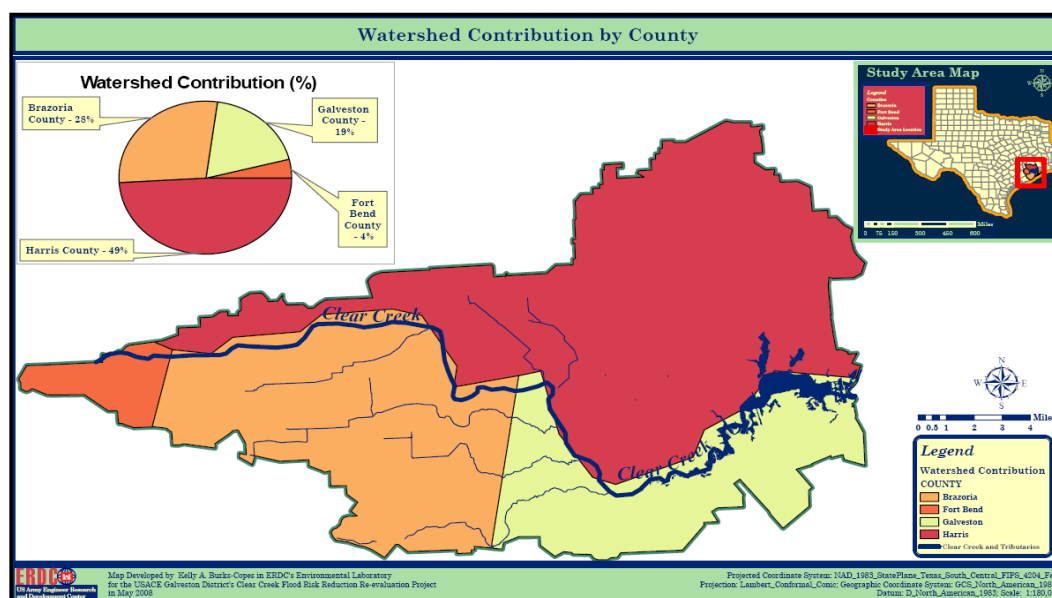 Watershed Contribution by County
Watershed Contribution (%)
Brazoria
County - 28%
Galveston
County -
19%
Fort
Bend
County
- 4%
Harris County - 49%
Study Area Map
Legend
Counties
Brazoria
Fort Bend
Galveston
Harris
Study Area Location
Miles
0 75 150 300 450 600
Clear Creek
Clear Creek
N
W E
S
Mile
0 0.5 1 2 3 4
Legend
Watershed Contribution
COUNTY
Brazoria
Fort Bend
Galveston
Harris
Clear Creek and Tributaries
ERDC
US Army Engineer Research
and Development Center
Map Developed by Kelly A. Burks-Copes in ERDC's Environmental Laboratory
for the USACE Galveston District's Clear Creek Flood Risk Reduction Re-evaluation Project
in May 2008
Projected Coordinate System: NAD_1983_StatePlane_Texas_South_Central_FIPS_4204_Fe
Projection: Lambert_Conformal_Conic; Geographic Coordinate System: GCS_North_American_198
Datum: D_North_American_1983; Scale: 1:180,0